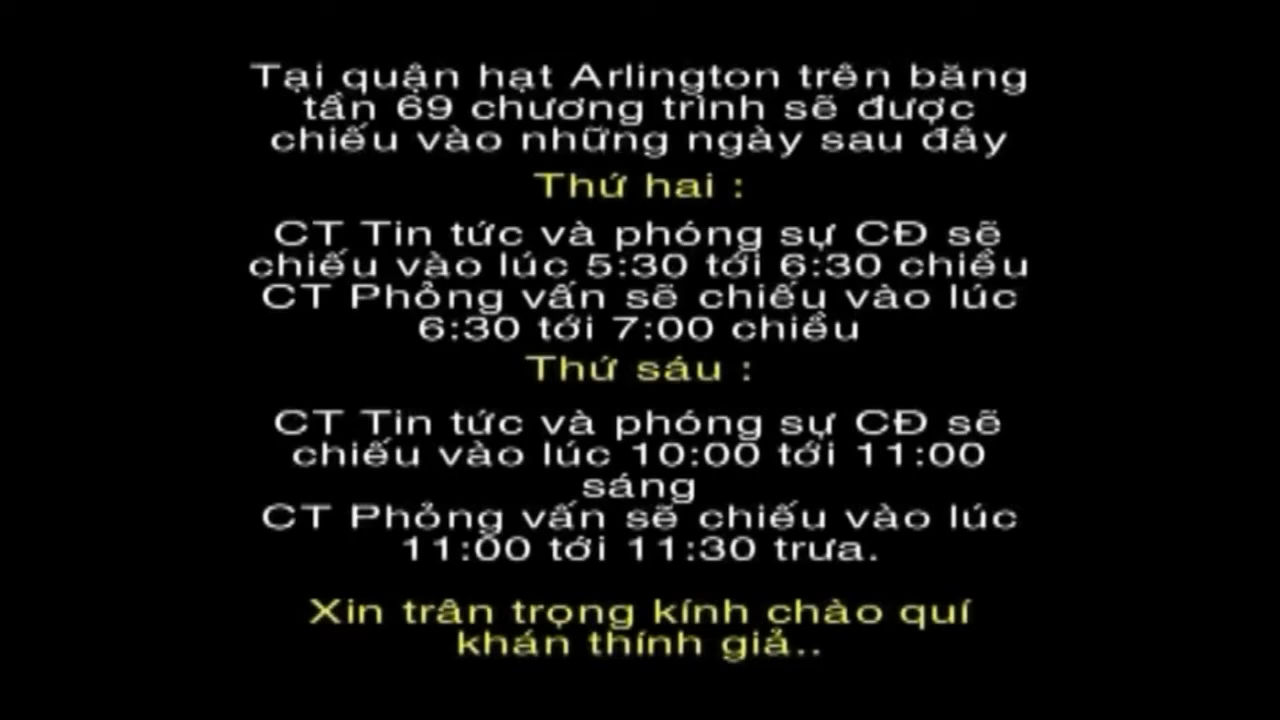 Tại quận hạt Arlington trên băng
tần 69 chương trình sẽ được
chiếu vào những ngày sau đây
Thứ hai :
CT Tin tức và phóng sự CĐ sẽ
chiếu vào lúc 5:30 tới 6:30 chiều
CT Phỏng vấn sẽ chiếu vào lúc
6:30 tới 7:00 chiều
Thứ sáu :
CT Tin tức và phóng sự CĐ sẽ
chiếu vào lúc 10:00 tới 11:00
sáng
CT Phỏng vấn sẽ chiếu vào lúc
11:00 tới 11:30 trưa.
Xin trân trọng kính chào quí
khán thính giả..